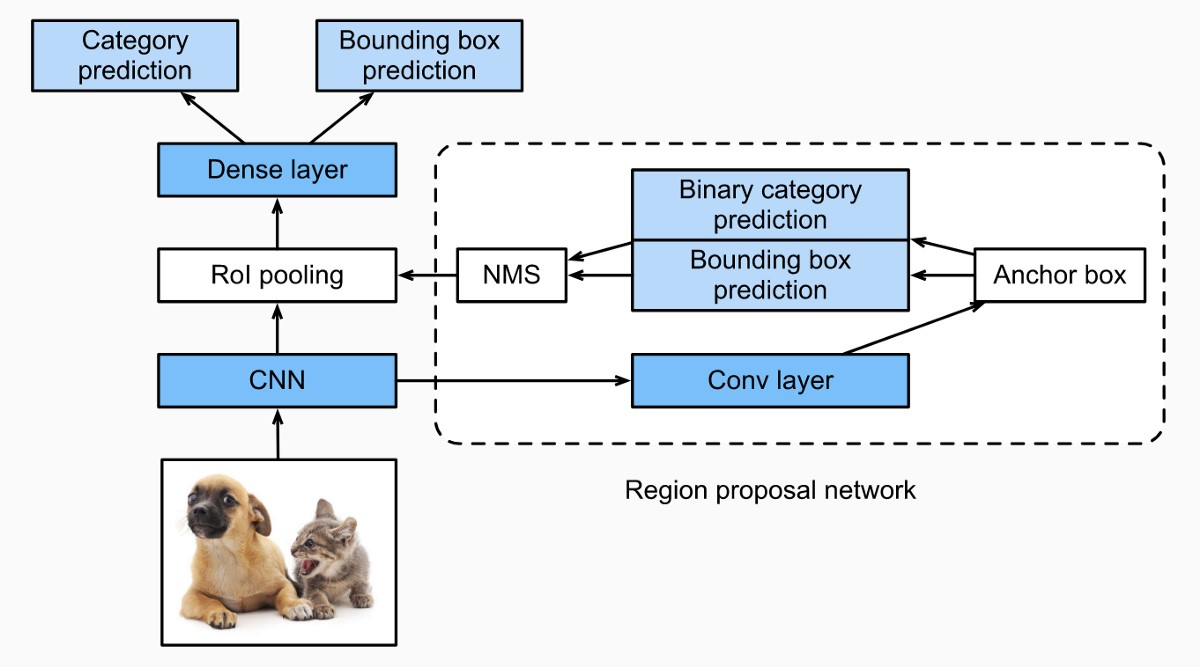 Category
prediction
Bounding box
prediction
Dense layer
Binary category
prediction
RoI pooling
NMS
Bounding box
prediction
Anchor box
CNN
Conv layer
Region proposal network